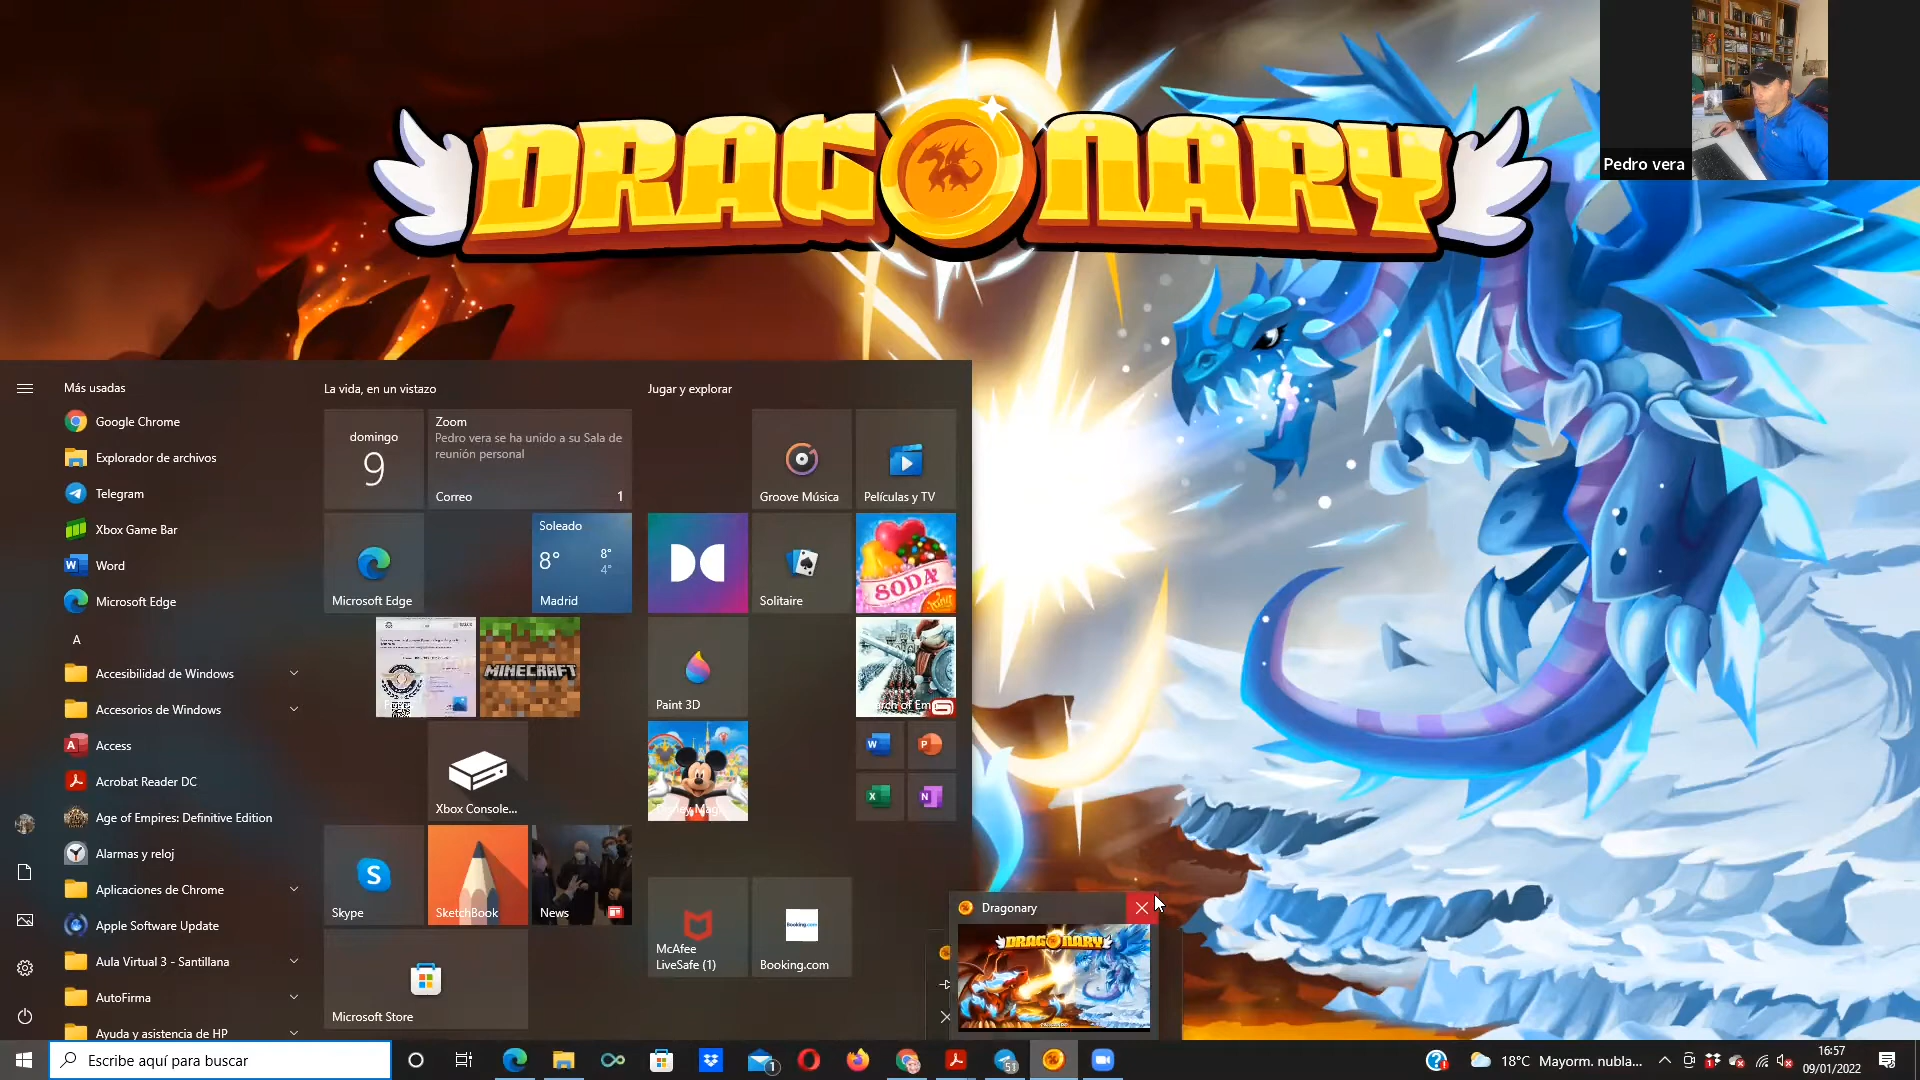 DRAGONARY
Pedro vera
Más usadas
Google Chrome
Explorador de archivos
Telegram
Xbox Game Bar
Word
Microsoft Edge
A
Accesibilidad de Windows
Accesorios de Windows
Access
Acrobat Reader DC
Age of Empires: Definitive Edition
Alarmas y reloj
Aplicaciones de Chrome
Apple Software Update
Aula Virtual 3 - Santillana
AutoFirma
Ayuda y asistencia de HP
La vida, en un vistazo
domingo
9
Zoom
Pedro vera se ha unido a su Sala de
reunión personal
Correo 1
Microsoft Edge
Soleado
8° 8°
4°
Madrid
MINECRAFT
Xbox Console...
Skype
SketchBook
News
Microsoft Store
Jugar y explorar
Groove Música
Películas y TV
Solitaire
SODA
King
Paint 3D
McAfee
LiveSafe (1)
Booking.com
Booking.com
Dragonary
DRAGONARY
Escribe aquí para buscar
1
51
18°C Mayorm. nubla...
16:57
09/01/2022